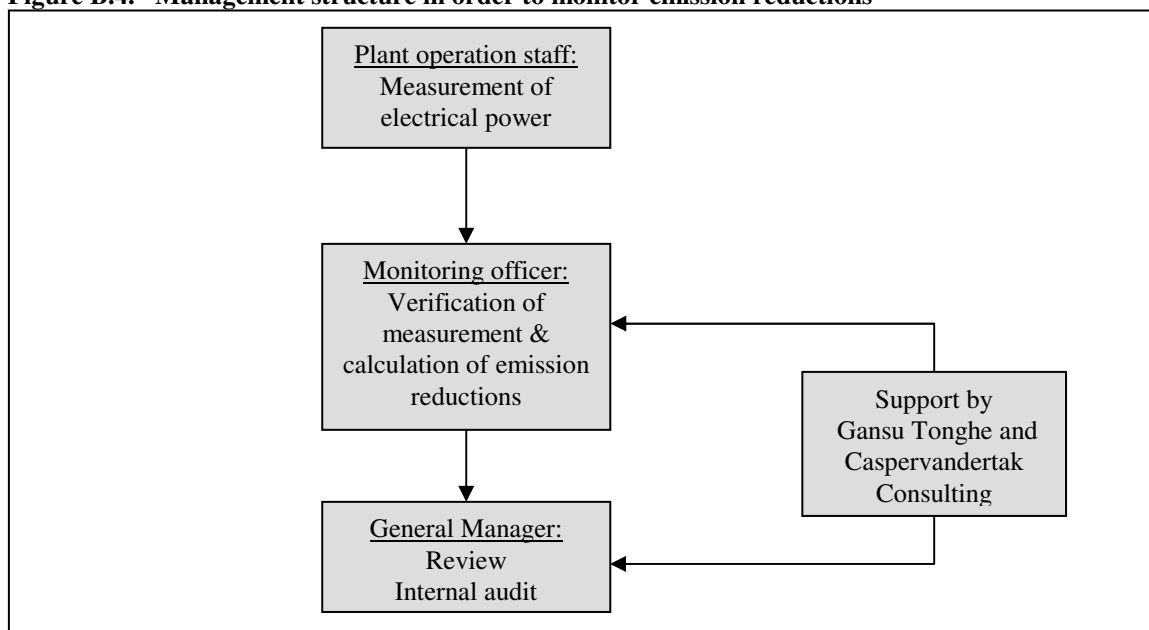 Figure B.4. Management structure in order to monitor emission reductions
Plant operation staff:
Measurement of
electrical power
Monitoring officer:
Verification of
measurement &
calculation of emission
reductions
Support by
Gansu Tonghe and
Caspervandertak
Consulting
General Manager:
Review
Internal audit